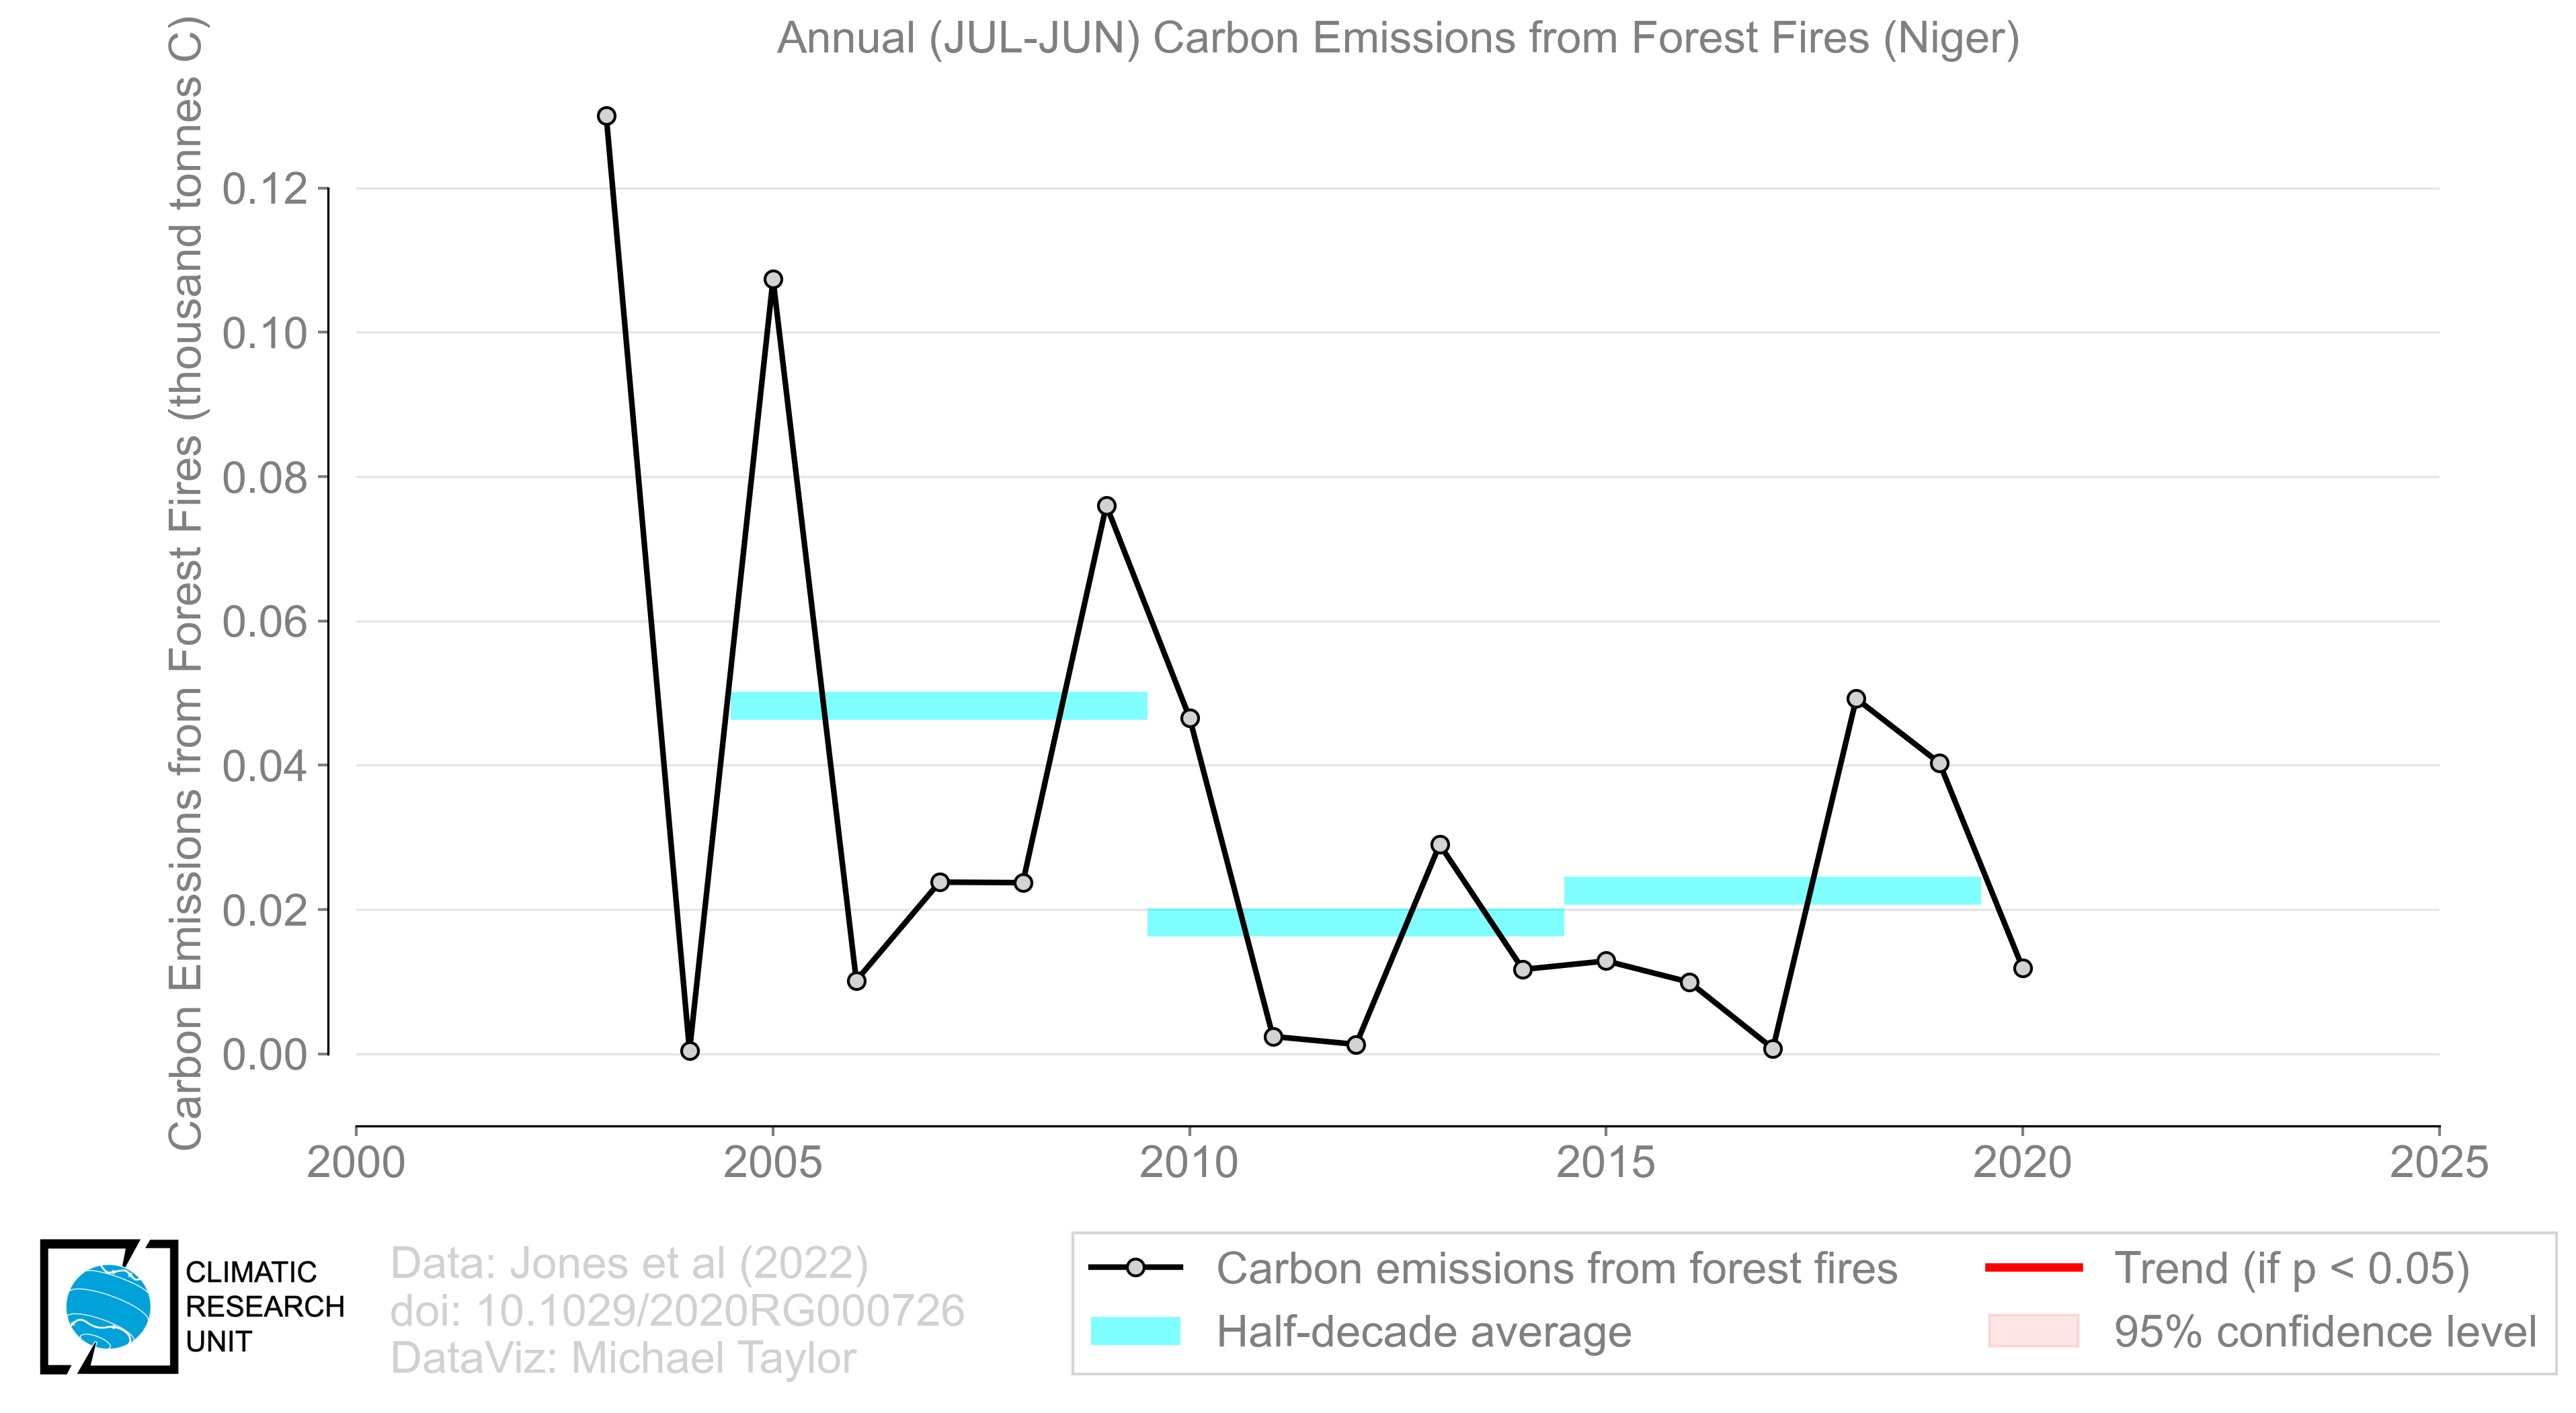 Annual (JUL-JUN) Carbon Emissions from Forest Fires (Niger)
Carbon Emissions from Forest Fires (thousand tonnes C)
0.12
0.10
0.08
0.06
0.04
0.02
0.00
2000 2005 2010 2015 2020 2025
CLIMATIC
RESEARCH
UNIT
Data: Jones et al (2022)
doi: 10.1029/2020RG000726
DataViz: Michael Taylor
Carbon emissions from forest fires
Half-decade average
Trend (if p < 0.05)
95% confidence level